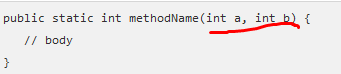 public static int methodName(int a, int b) {
// body
}